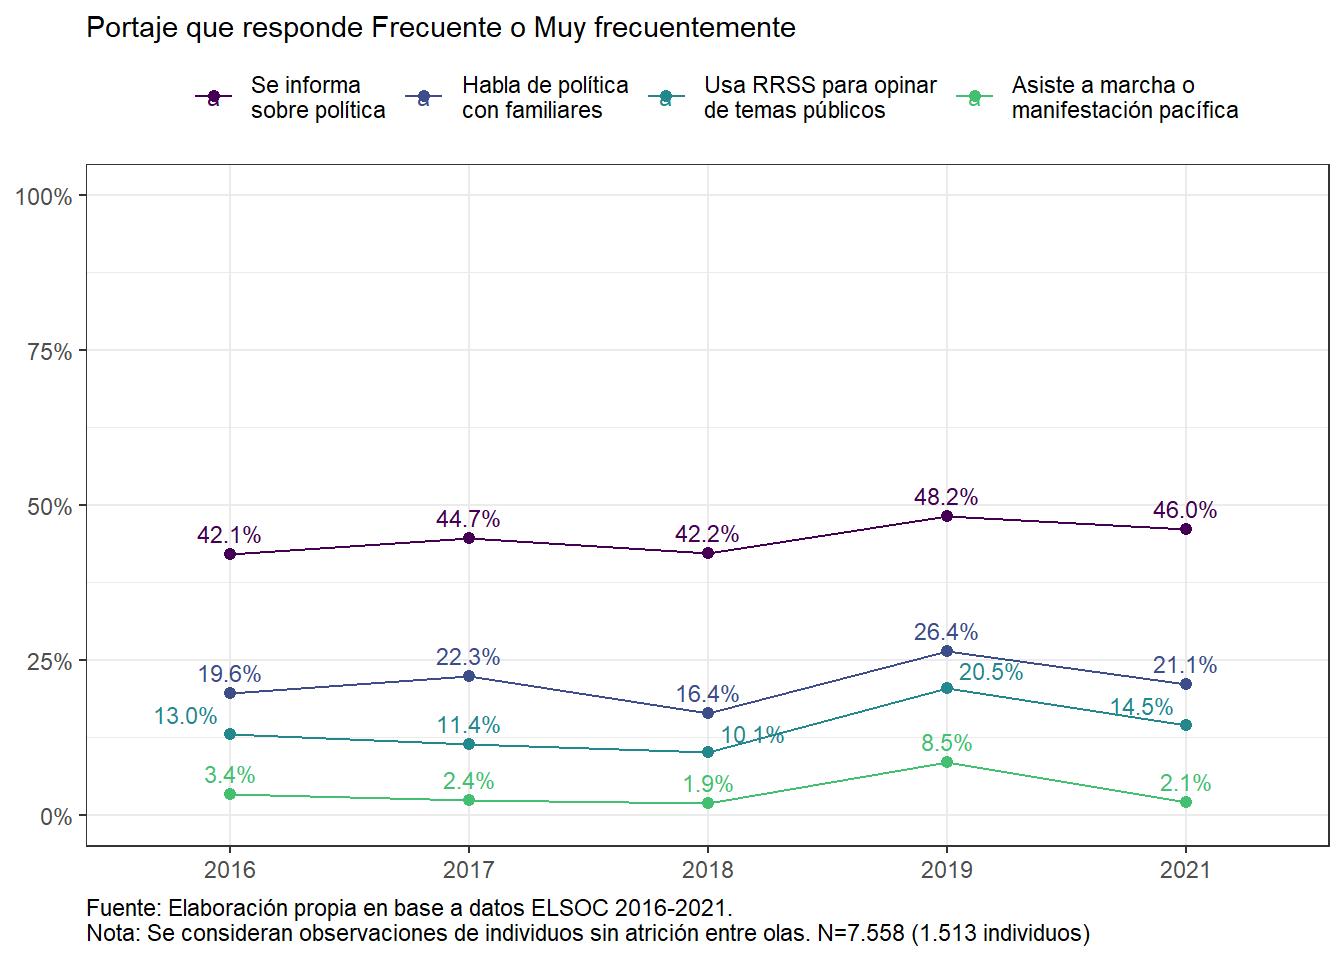 Portaje que responde Frecuente o Muy frecuentemente
a Se informa
sobre política
a Habla de política
con familiares
a Usa RRSS para opinar
de temas públicos
a Asiste a marcha o
manifestación pacífica
100%
75%
50%
25%
0%
42.1%
44.7%
42.2%
48.2%
46.0%
19.6%
22.3%
16.4%
26.4%
21.1%
13.0%
11.4%
10.1%
20.5%
14.5%
3.4%
2.4%
1.9%
8.5%
2.1%
2016
2017
2018
2019
2021
Fuente: Elaboración propia en base a datos ELSOC 2016-2021.
Nota: Se consideran observaciones de individuos sin atrición entre olas. N=7.558 (1.513 individuos)